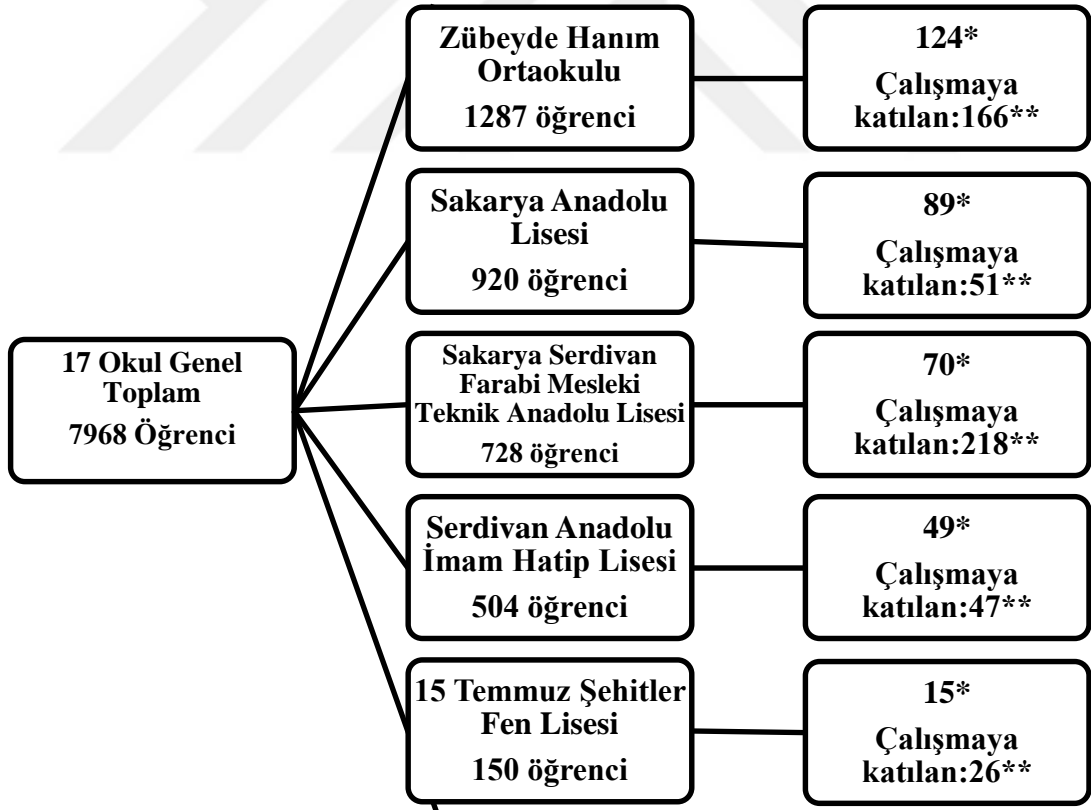 17 Okul Genel
Toplam
7968 Öğrenci
Zübeyde Hanım
Ortaokulu
1287 öğrenci
124*
Çalışmaya
katılan:166**
Sakarya Anadolu
Lisesi
920 öğrenci
89*
Çalışmaya
katılan:51**
Sakarya Serdivan
Farabi Mesleki
Teknik Anadolu Lisesi
728 öğrenci
70*
Çalışmaya
katılan:218**
Serdivan Anadolu
İmam Hatip Lisesi
504 öğrenci
49*
Çalışmaya
katılan:47**
15 Temmuz Şehitler
Fen Lisesi
150 öğrenci
15*
Çalışmaya
katılan:26**